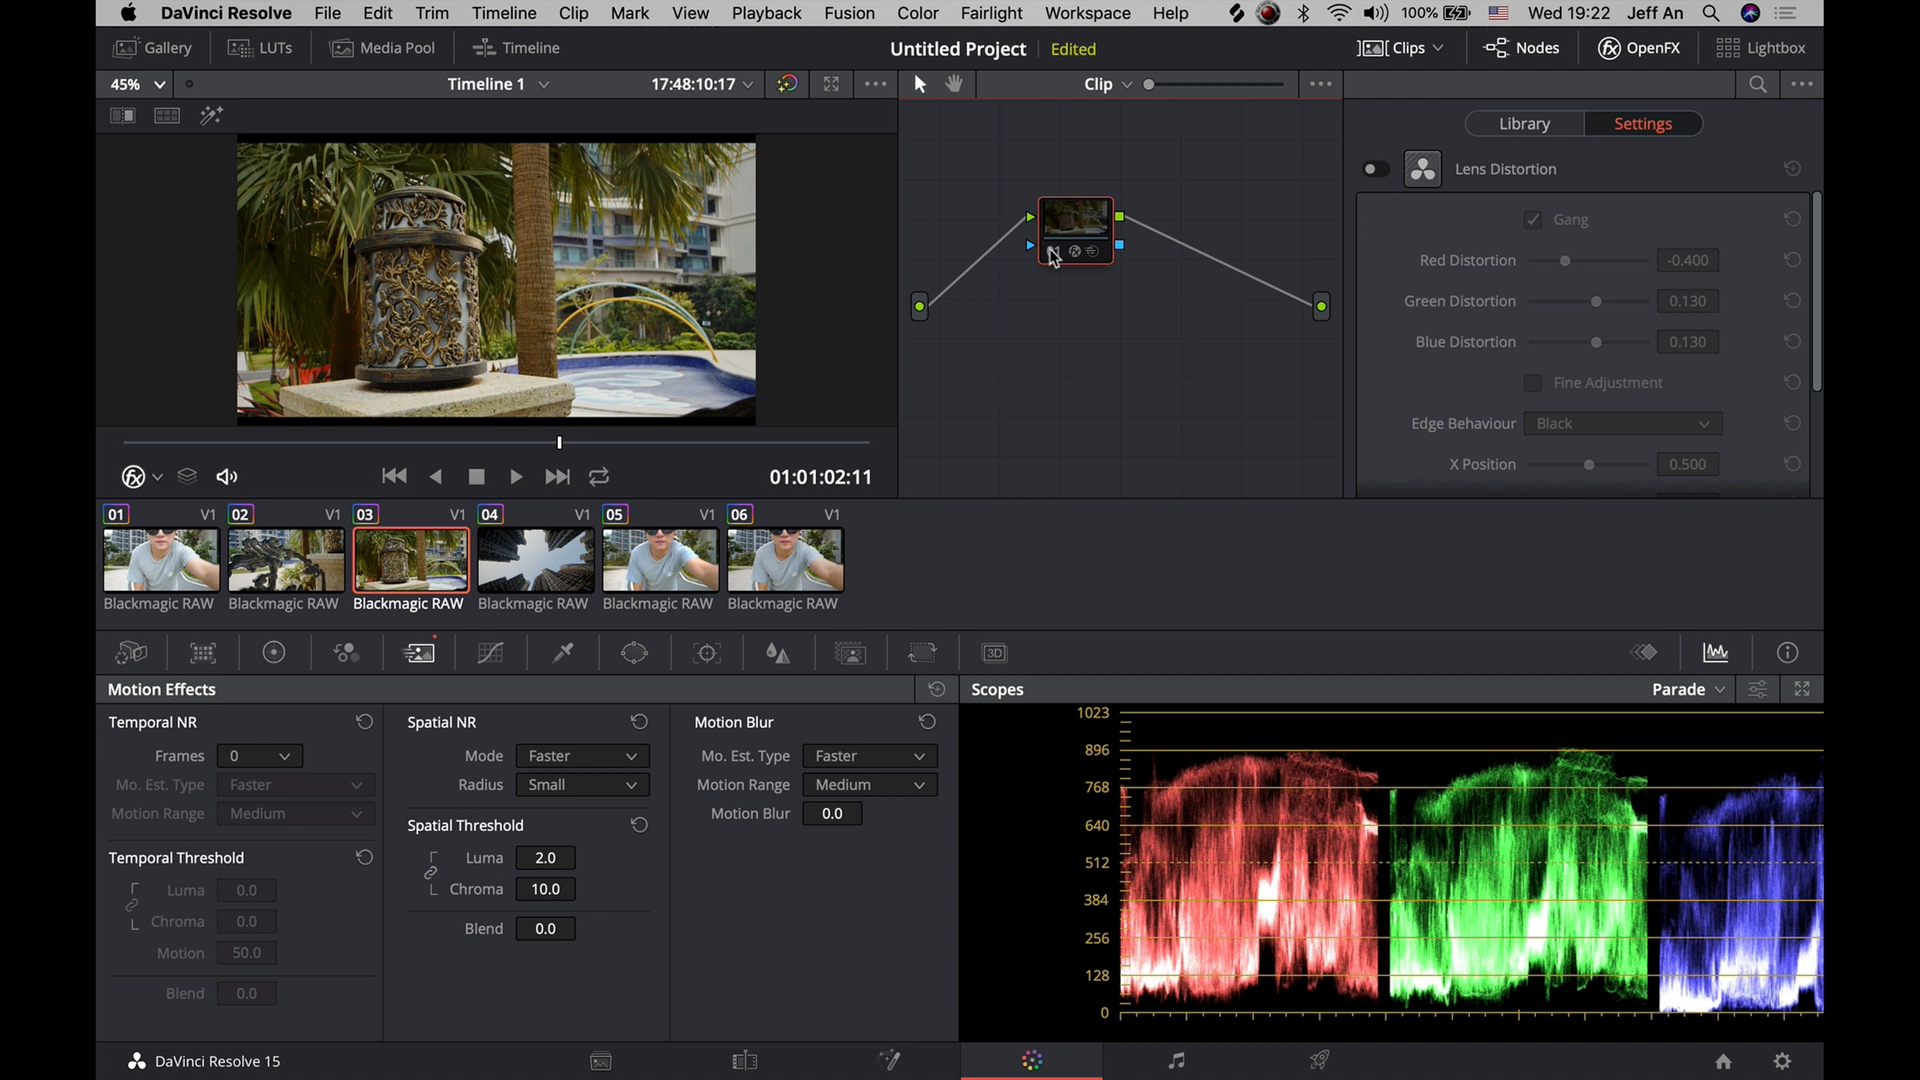 DaVinci Resolve File Edit Trim Timeline Clip Mark View Playback Fusion Color Fairlight Workspace Help 100% Wed 19:22 Jeff An
Gallery LUTs Media Pool Timeline Untitled Project Edited Clips Nodes OpenFX Lightbox
45% Timeline 1 17:48:10:17 Clip
Library Settings
Lens Distortion
Gang
Red Distortion -0.400
Green Distortion 0.130
Blue Distortion 0.130
Fine Adjustment
Edge Behaviour Black
X Position 0.500
01:01:02:11
01 V1 02 V1 03 V1 04 V1 05 V1 06 V1
Blackmagic RAW Blackmagic RAW Blackmagic RAW Blackmagic RAW Blackmagic RAW Blackmagic RAW
3D
Motion Effects
Temporal NR
Frames 0
Mo. Est. Type Faster
Motion Range Medium
Temporal Threshold
Luma 0.0
Chroma 0.0
Motion 50.0
Blend 0.0
Spatial NR
Mode Faster
Radius Small
Spatial Threshold
Luma 2.0
Chroma 10.0
Blend 0.0
Motion Blur
Mo. Est. Type Faster
Motion Range Medium
Motion Blur 0.0
Scopes Parade
1023
896
768
640
512
384
256
128
0
DaVinci Resolve 15